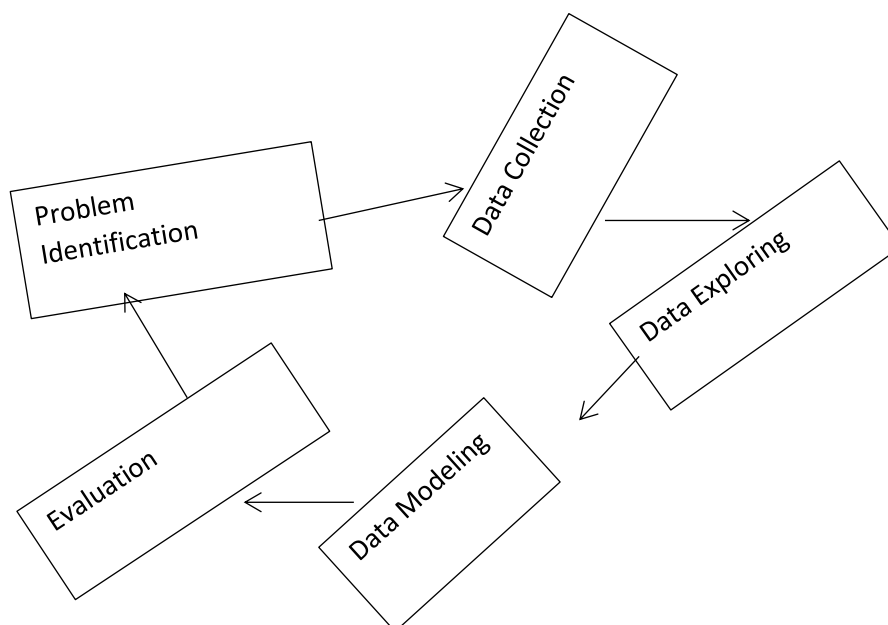 Problem
Identification
Data Collection
Data Exploring
Data Modeling
Evaluation